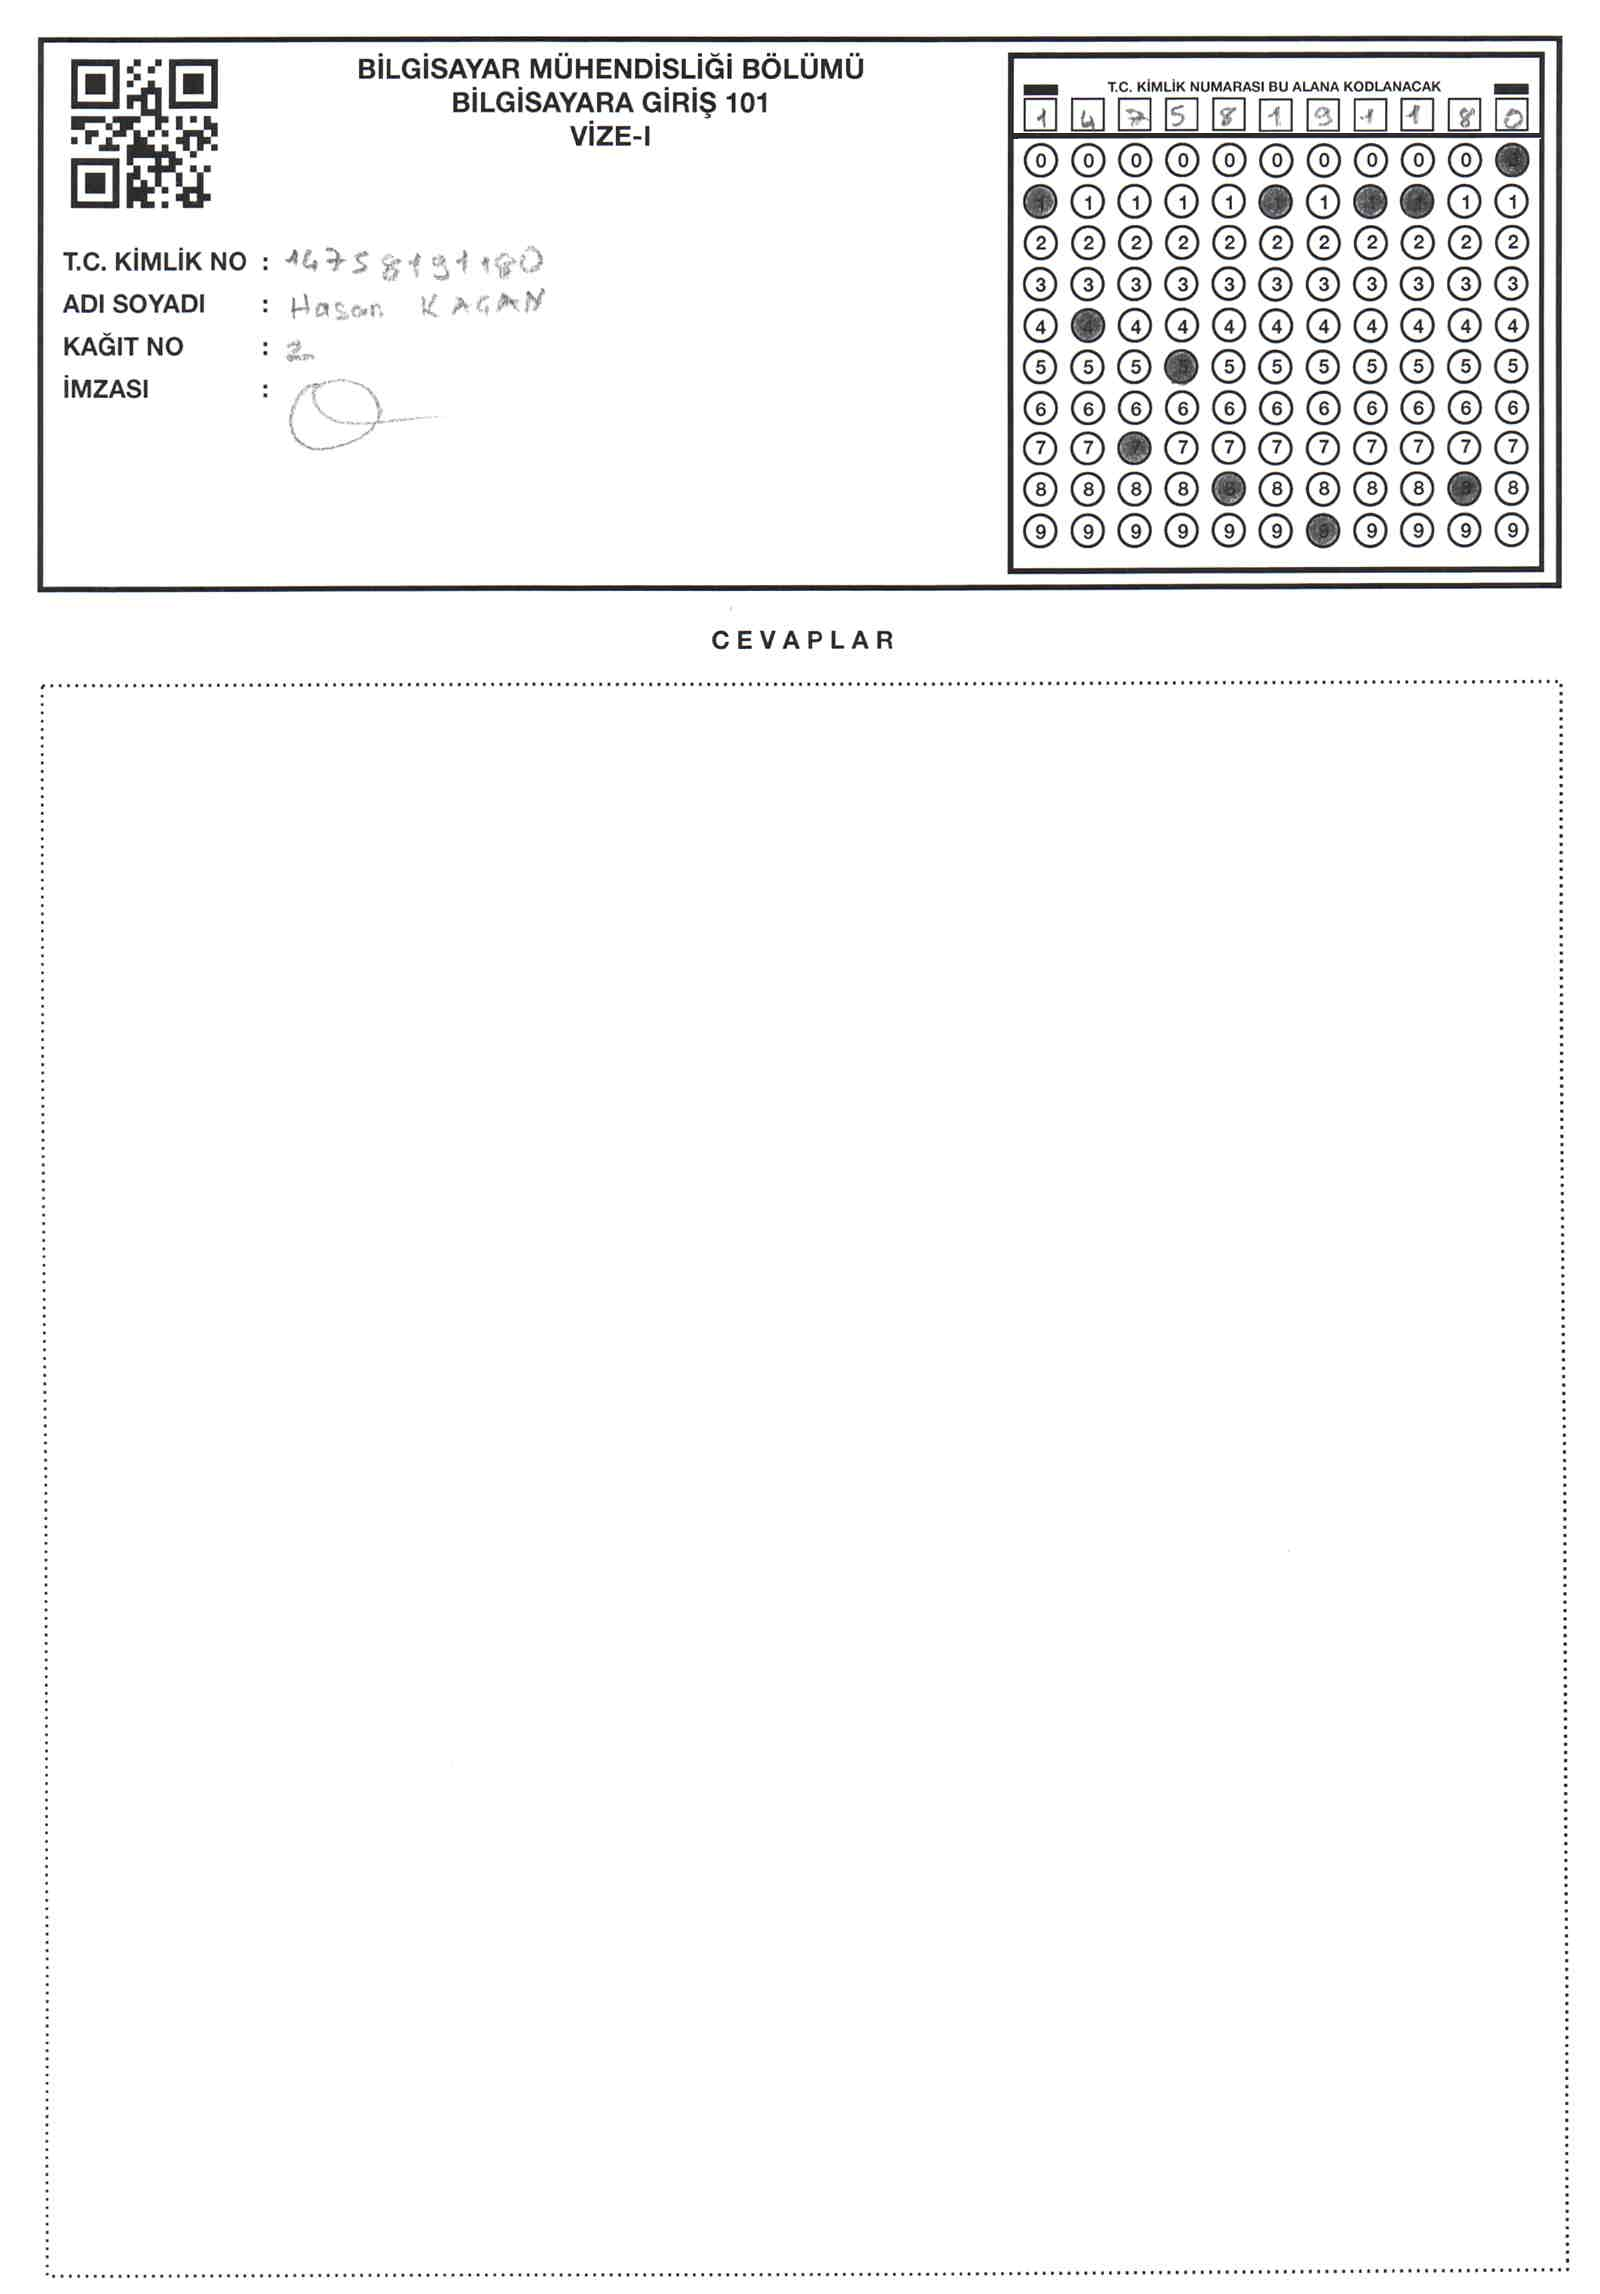 BİLGİSAYAR MÜHENDİSLİĞİ BÖLÜMÜ
BİLGİSAYARA GİRİŞ 101
VİZE-I
T.C. KİMLİK NO : 14758191180
ADI SOYADI : Hasan KAGAN
KAĞIT NO : 2
İMZASI :
T.C. KİMLİK NUMARASI BU ALANA KODLANACAK
1 4 7 5 8 1 9 1 1 8 0
0 0 0 0 0 0 0 0 0 0 0
1 1 1 1 1 1 1 1 1 1 1
2 2 2 2 2 2 2 2 2 2 2
3 3 3 3 3 3 3 3 3 3 3
4 4 4 4 4 4 4 4 4 4 4
5 5 5 5 5 5 5 5 5 5 5
6 6 6 6 6 6 6 6 6 6 6
7 7 7 7 7 7 7 7 7 7 7
8 8 8 8 8 8 8 8 8 8 8
9 9 9 9 9 9 9 9 9 9 9
CEVAPLAR